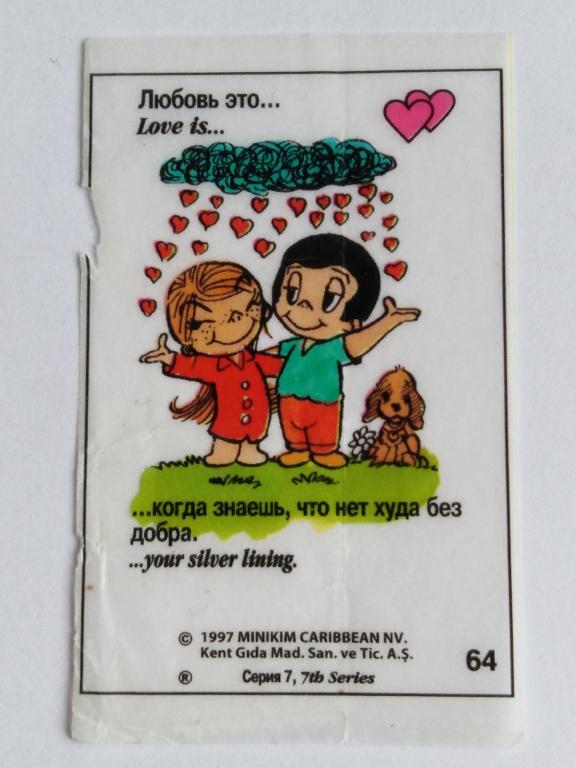 Любовь это...
Love is...
...когда знаешь, что нет худа без
добра.
...your silver lining.
© 1997 MINIKIM CARIBBEAN NV.
Kent Gıda Mad. San. ve Tic. A.Ş.
64
® Серия 7, 7th Series